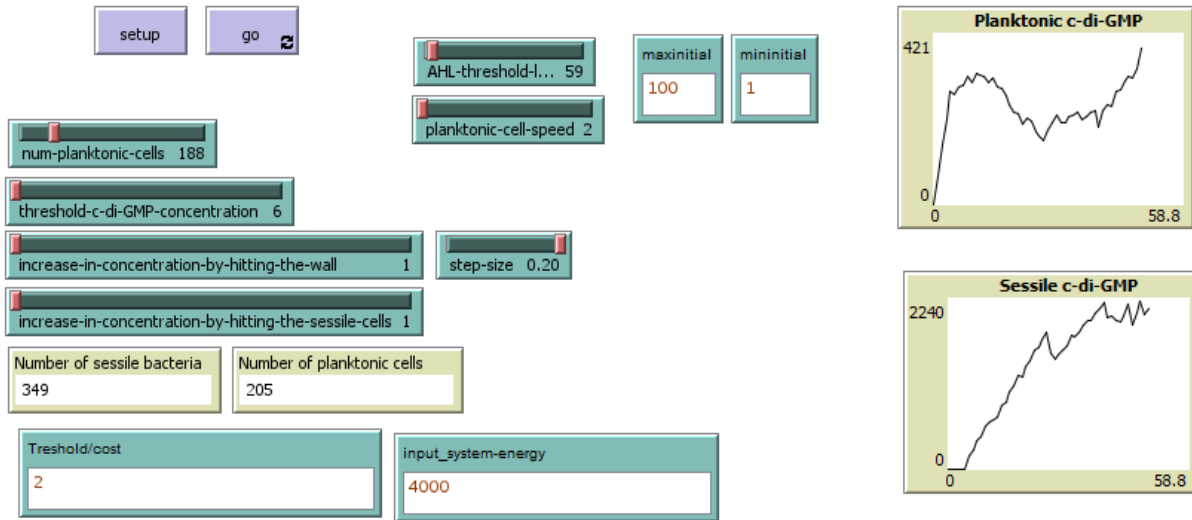 setup
go
AHL-threshold-l... 59
maxinitial
100
mininitial
1
planktonic-cell-speed 2
num-planktonic-cells 188
threshold-c-di-GMP-concentration 6
increase-in-concentration-by-hitting-the-wall 1
step-size 0.20
increase-in-concentration-by-hitting-the-sessile-cells 1
Number of sessile bacteria
349
Number of planktonic cells
205
Treshold/cost
2
input_system-energy
4000
Planktonic c-di-GMP
421
0
0 58.8
Sessile c-di-GMP
2240
0
0 58.8